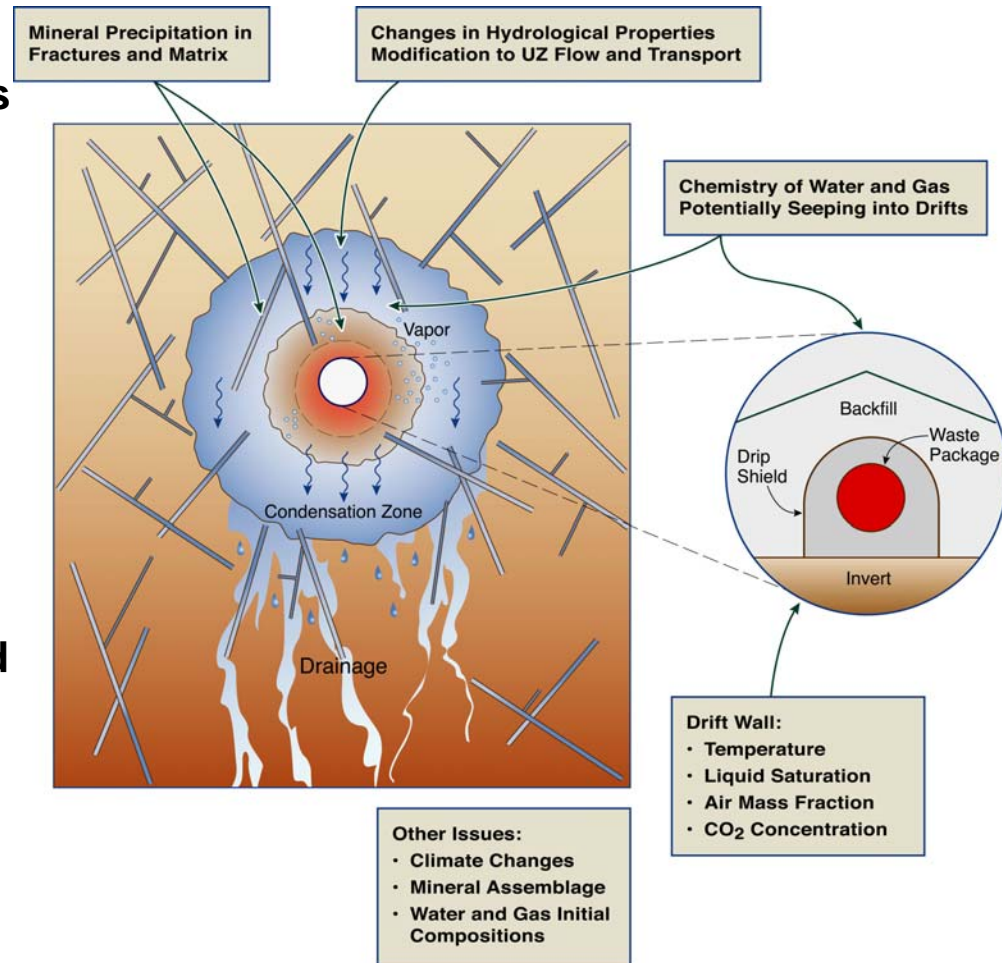 Mineral Precipitation in
Fractures and Matrix
Changes in Hydrological Properties
Modification to UZ Flow and Transport
s
Chemistry of Water and Gas
Potentially Seeping into Drifts
Vapor
Condensation Zone
Drainage
d
Backfill
Waste
Package
Drip
Shield
Invert
Drift Wall:
• Temperature
• Liquid Saturation
• Air Mass Fraction
• CO₂ Concentration
Other Issues:
• Climate Changes
• Mineral Assemblage
• Water and Gas Initial
Compositions